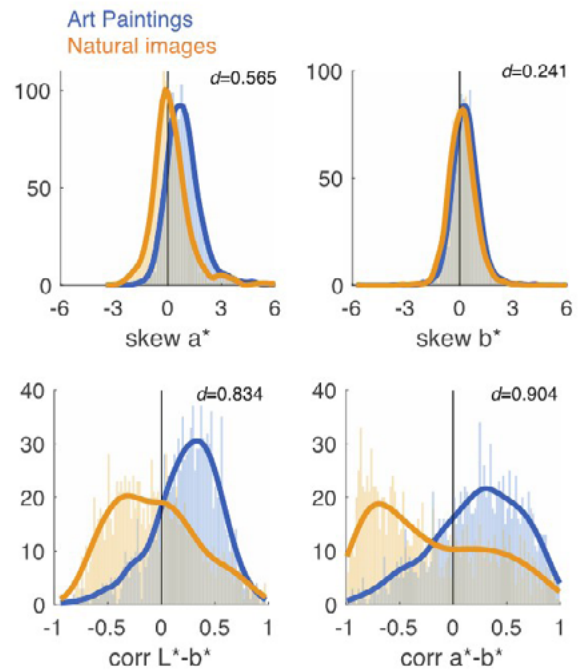 Art Paintings
Natural images
d=0.565
100
50
0
-6 -3 0 3 6
skew a*
d=0.241
100
50
0
-6 -3 0 3 6
skew b*
d=0.834
40
30
20
10
0
-1 -0.5 0 0.5 1
corr L*-b*
d=0.904
40
30
20
10
0
-1 -0.5 0 0.5 1
corr a*-b*